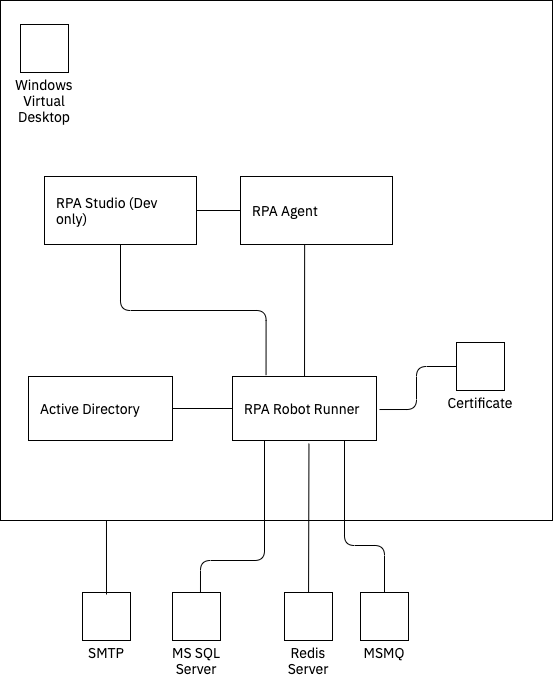 Windows
Virtual
Desktop
RPA Studio (Dev
only)
RPA Agent
Active Directory
RPA Robot Runner
Certificate
SMTP
MS SQL
Server
Redis
Server
MSMQ